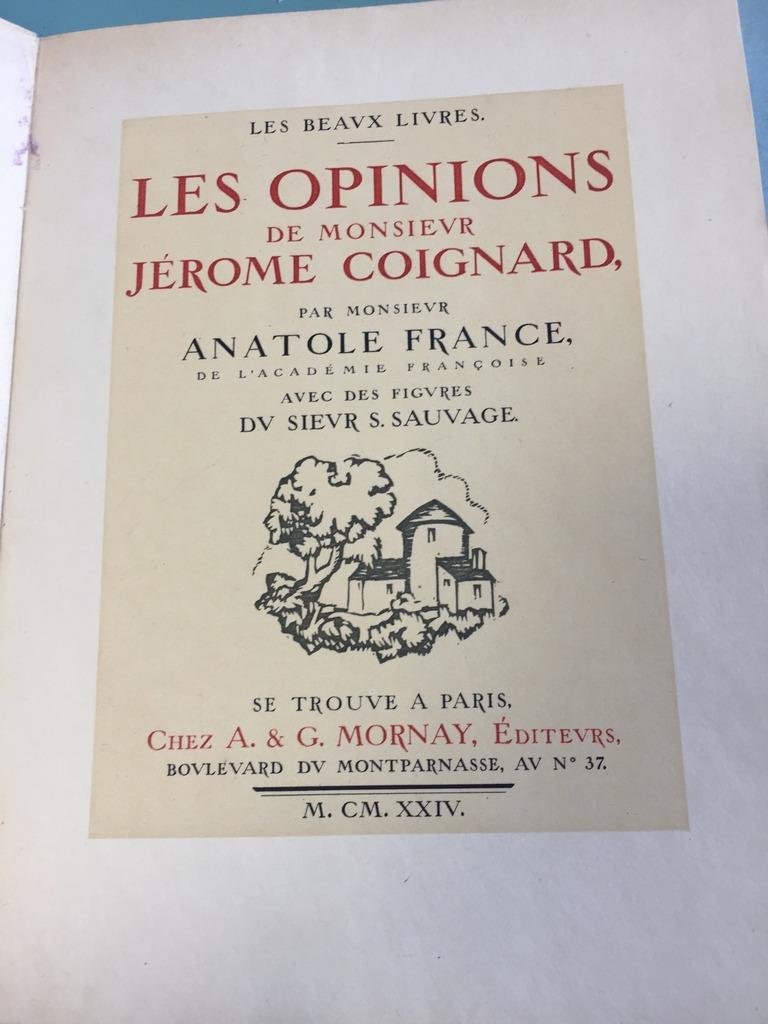 LES BEAVX LIVRES.
LES OPINIONS
DE MONSIEVR
JÉROME COIGNARD,
PAR MONSIEVR
ANATOLE FRANCE,
DE L'ACADÉMIE FRANÇOISE
AVEC DES FIGVRES
DV SIEVR S. SAUVAGE.
SE TROUVE A PARIS,
CHEZ A. & G. MORNAY, ÉDITEVRS,
BOVLEVARD DV MONTPARNASSE, AV N° 37.
M. CM. XXIV.